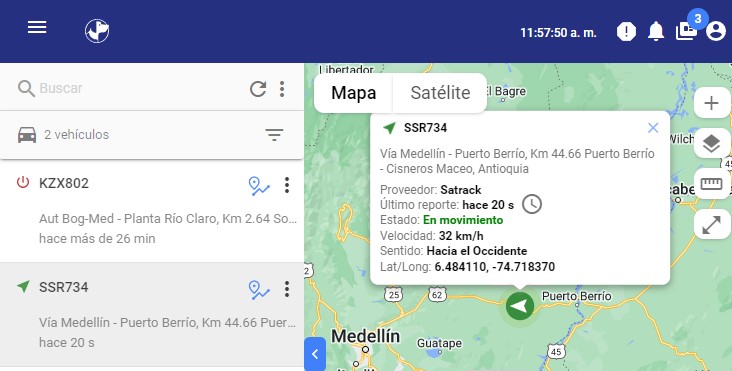 11:57:50 a. m.
3
Buscar
2 vehículos
KZX802
Aut Bog-Med - Planta Río Claro, Km 2.64 So...
hace más de 26 min
SSR734
Vía Medellín - Puerto Berrío, Km 44.66 Puer...
hace 20 s
Libertador
El Bagre
Mapa
Satélite
SSR734
Vía Medellín - Puerto Berrío, Km 44.66 Puerto Berrío
- Cisneros Maceo, Antioquia
Proveedor: Satrack
Último reporte: hace 20 s
Estado: En movimiento
Velocidad: 32 km/h
Sentido: Hacia el Occidente
Lat/Long: 6.484110, -74.718370
62
25
62
Puerto Berrío
Medellín
Guatape
45
45